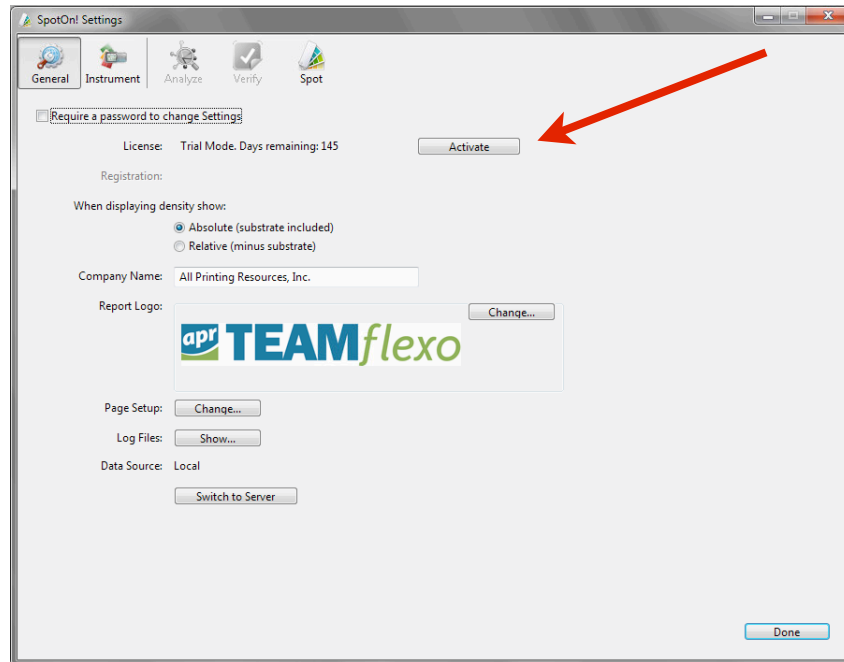 SpotOn! Settings
General Instrument Analyze Verify Spot
Require a password to change Settings
License: Trial Mode. Days remaining: 145 Activate
Registration:
When displaying density show:
Absolute (substrate included)
Relative (minus substrate)
Company Name: All Printing Resources, Inc.
Report Logo: Change...
apr TEAMflexo
Page Setup: Change...
Log Files: Show...
Data Source: Local
Switch to Server
Done